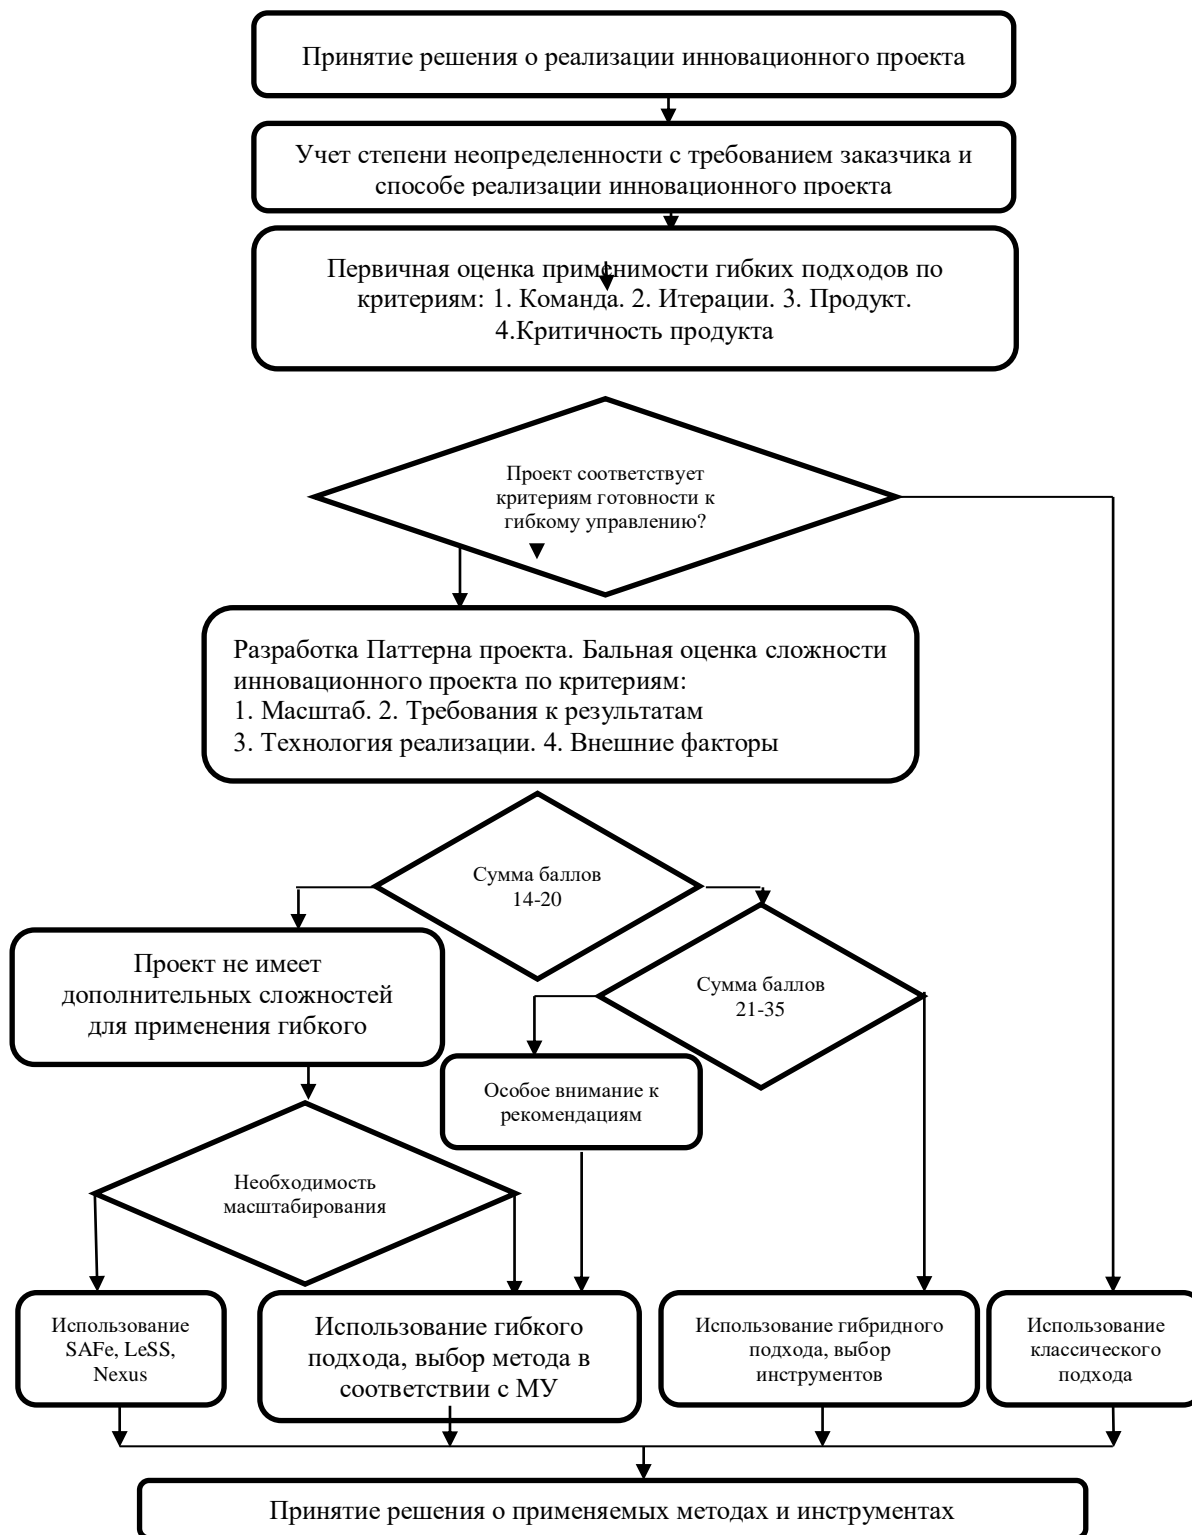 Принятие решения о реализации инновационного проекта
Учет степени неопределенности с требованием заказчика и
способе реализации инновационного проекта
Первичная оценка применимости гибких подходов по
критериям: 1. Команда. 2. Итерации. 3. Продукт.
4.Критичность продукта
Проект соответствует
критериям готовности к
гибкому управлению?
Разработка Паттерна проекта. Бальная оценка сложности
инновационного проекта по критериям:
1. Масштаб. 2. Требования к результатам
3. Технология реализации. 4. Внешние факторы
Сумма баллов
14-20
Проект не имеет
дополнительных сложностей
для применения гибкого
Сумма баллов
21-35
Особое внимание к
рекомендациям
Необходимость
масштабирования
Использование
SAFe, LeSS,
Nexus
Использование гибкого
подхода, выбор метода в
соответствии с МУ
Использование гибридного
подхода, выбор
инструментов
Использование
классического
подхода
Принятие решения о применяемых методах и инструментах